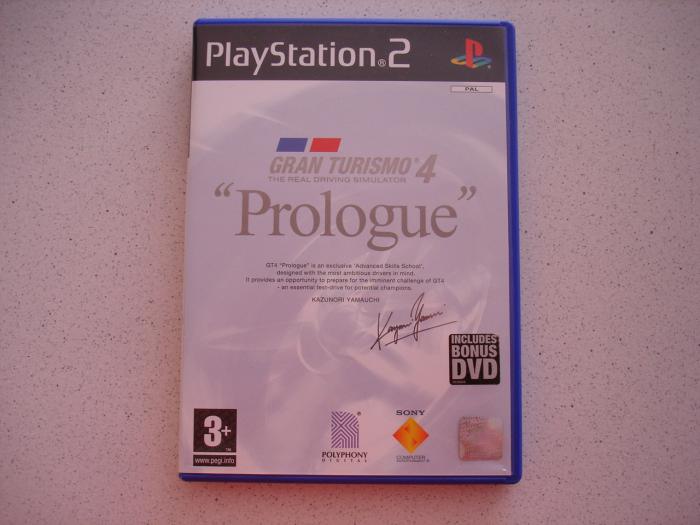 PlayStation®2
PAL
GRAN TURISMO® 4
THE REAL DRIVING SIMULATOR
“Prologue”
GT4 "Prologue" is an exclusive 'Advanced Skills School',
designed with the most ambitious drivers in mind.
It provides an opportunity to prepare for the imminent challenge of GT4
- an essential test-drive for potential champions.
KAZUNORI YAMAUCHI
INCLUDES
BONUS
DVD
3+
™
www.pegi.info
POLYPHONY
DIGITAL
SONY
COMPUTER
ENTERTAINMENT®